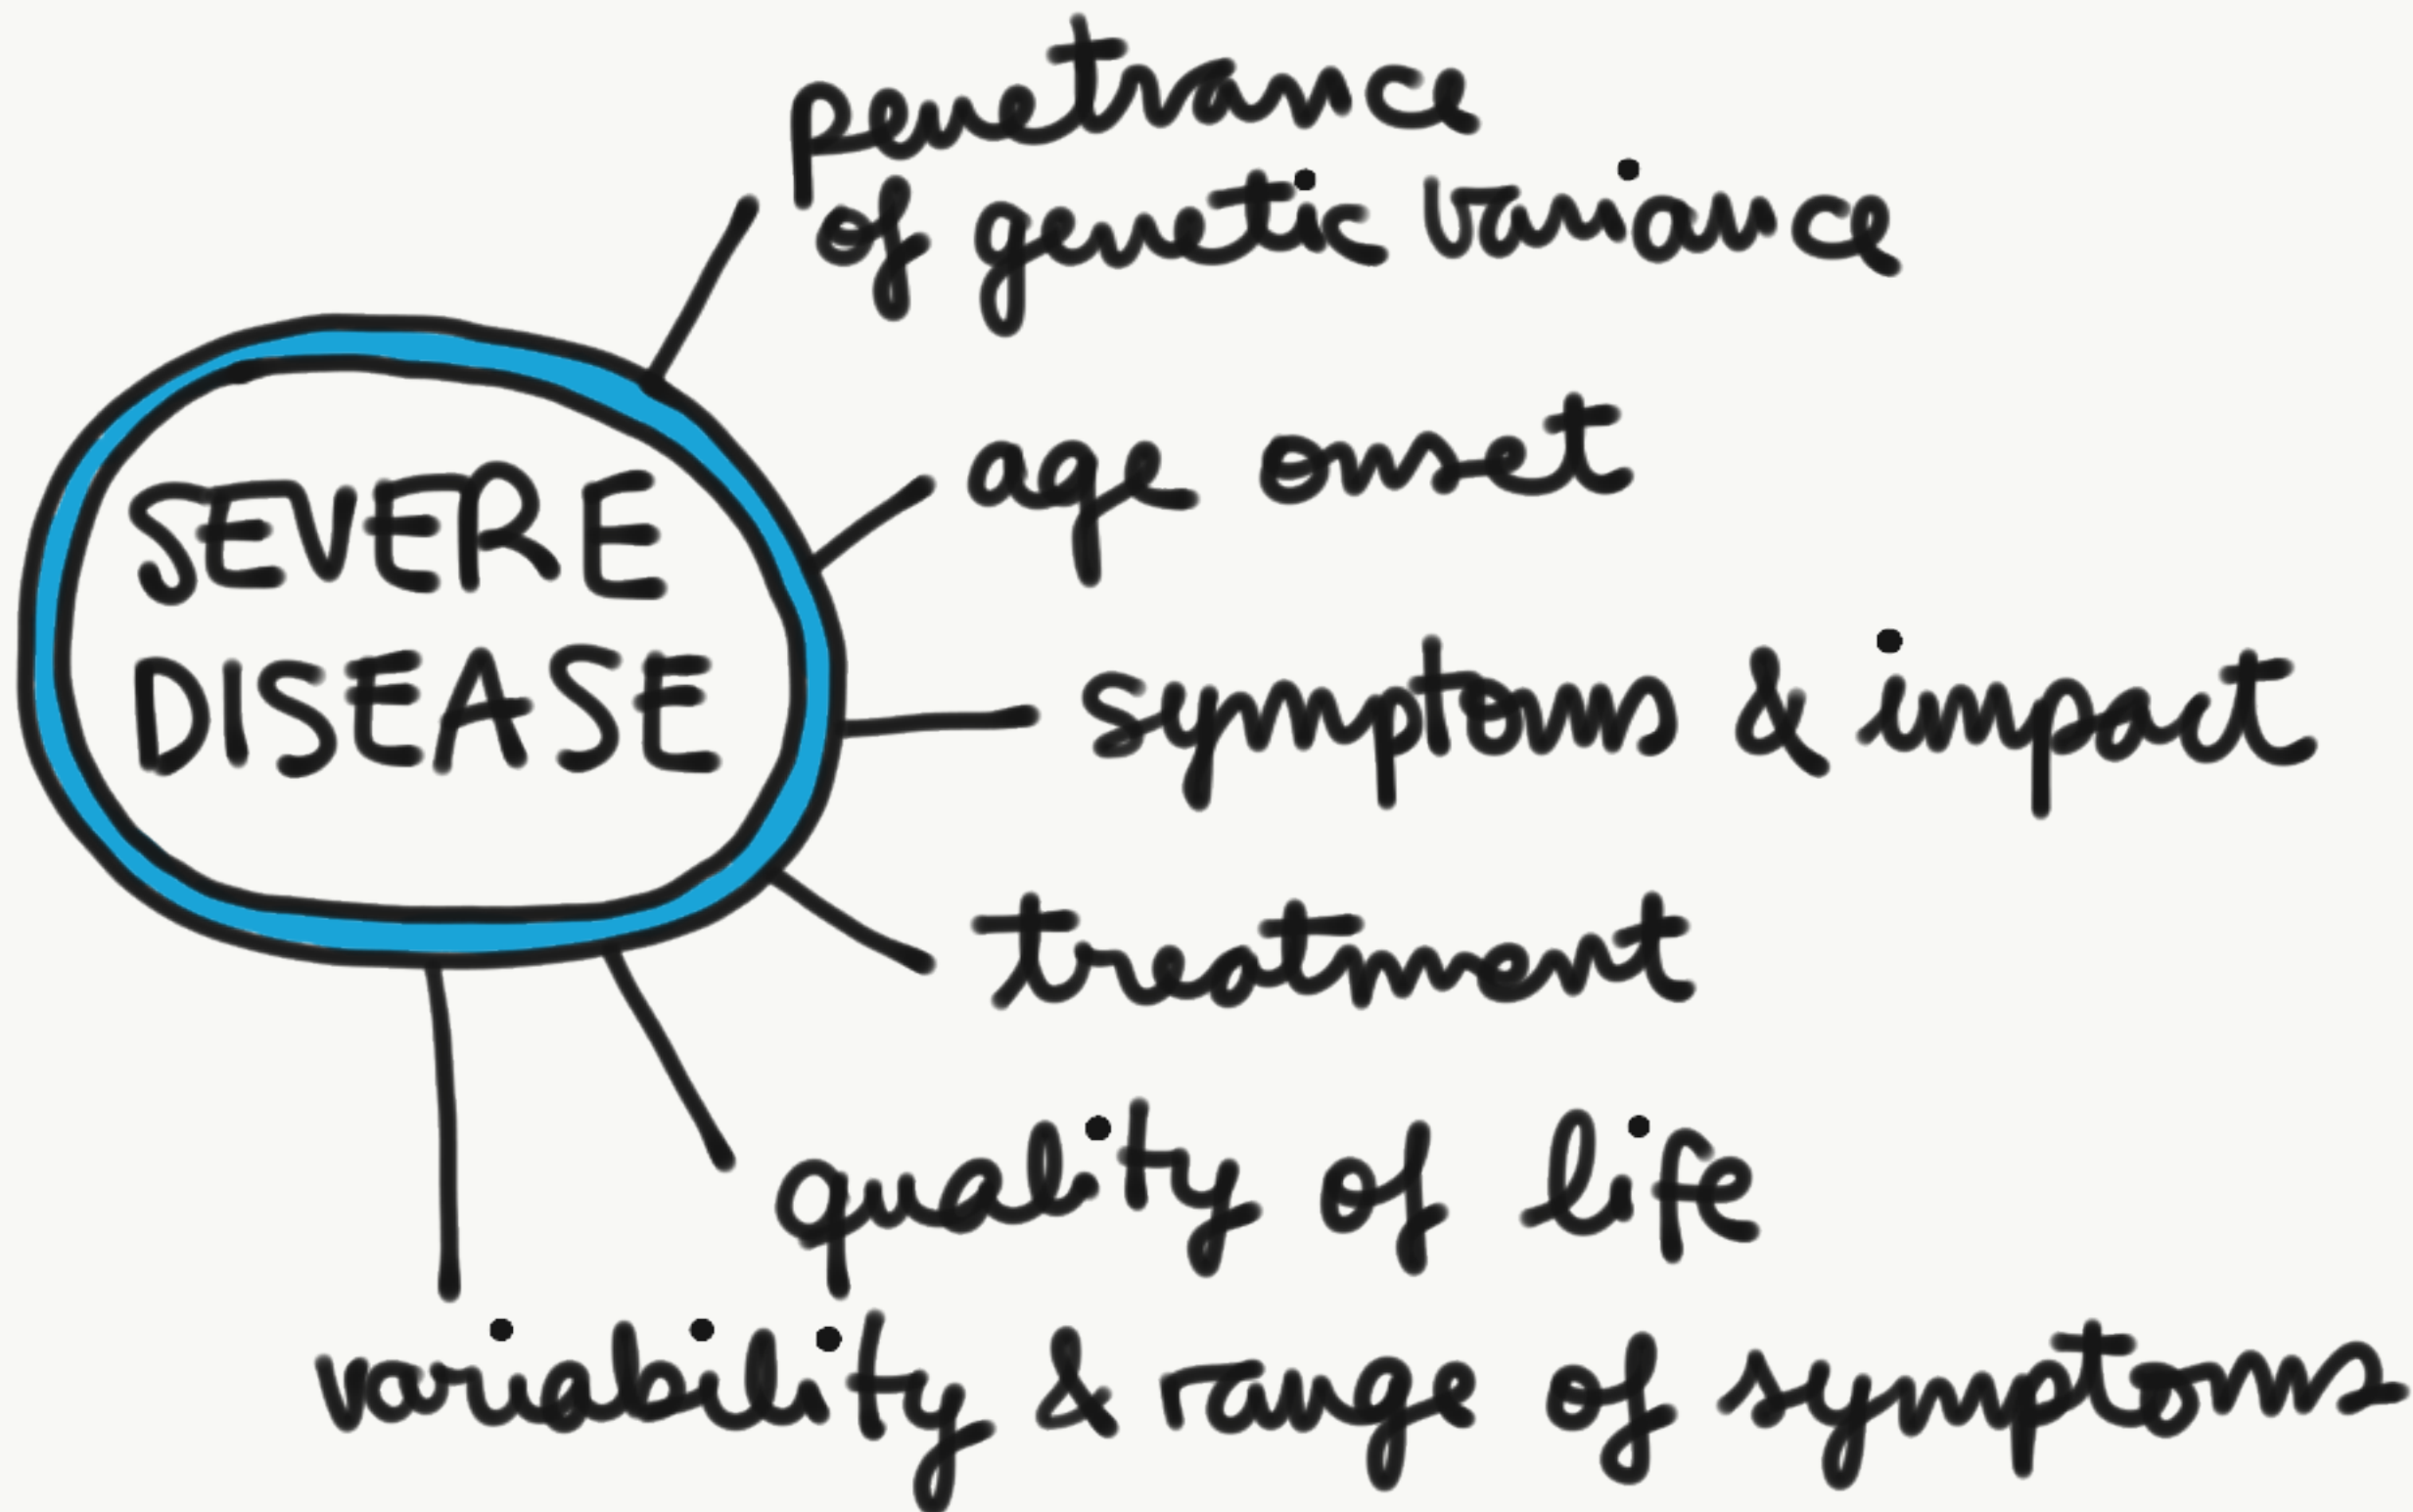 penetrance
of genetic variance
age onset
SEVERE
DISEASE
symptoms & impact
treatment
quality of life
variability & range of symptoms